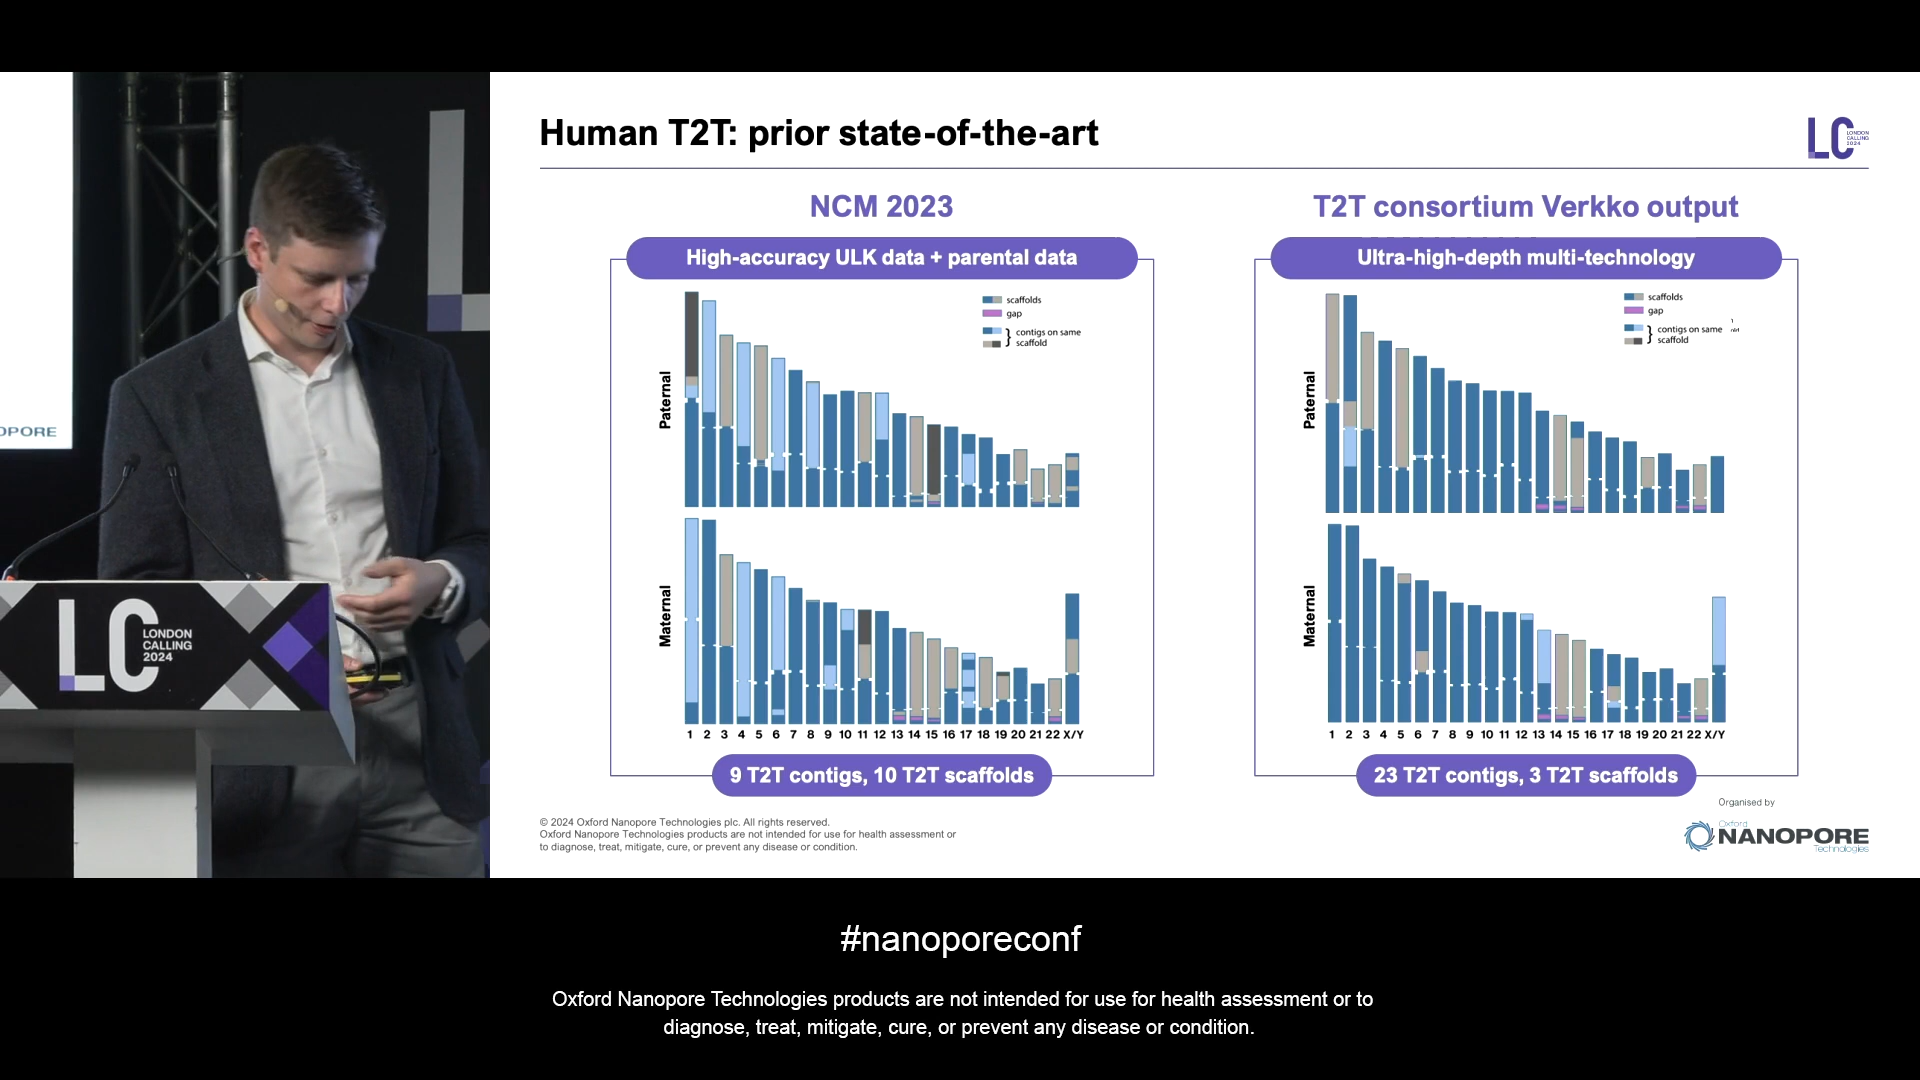 OPORE
LC
LONDON
CALLING
2024
Human T2T: prior state-of-the-art
LC
LONDON
CALLING
2024
NCM 2023
High-accuracy ULK data + parental data
scaffolds
gap
contigs on same
scaffold
Paternal
Maternal
1 2 3 4 5 6 7 8 9 10 11 12 13 14 15 16 17 18 19 20 21 22 X/Y
9 T2T contigs, 10 T2T scaffolds
T2T consortium Verkko output
Ultra-high-depth multi-technology
scaffolds
gap
contigs on same
scaffold
Paternal
Maternal
1 2 3 4 5 6 7 8 9 10 11 12 13 14 15 16 17 18 19 20 21 22 X/Y
23 T2T contigs, 3 T2T scaffolds
© 2024 Oxford Nanopore Technologies plc. All rights reserved.
Oxford Nanopore Technologies products are not intended for use for health assessment or
to diagnose, treat, mitigate, cure, or prevent any disease or condition.
Organised by
Oxford
NANOPORE
Technologies
#nanoporeconf
Oxford Nanopore Technologies products are not intended for use for health assessment or to
diagnose, treat, mitigate, cure, or prevent any disease or condition.